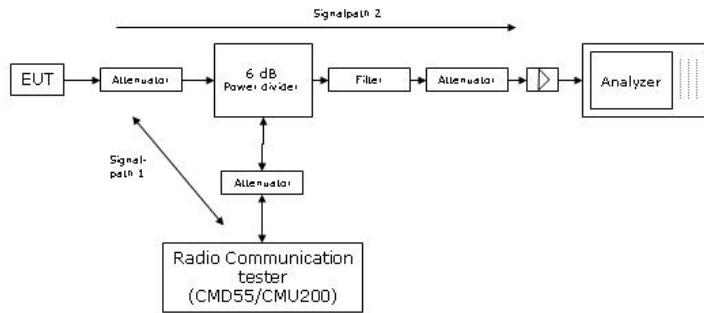 Signalpath 2
EUT
Attenuator
6 dB
Power divider
Filter
Attenuator
Analyzer
Signal-
path 1
Attenuator
Radio Communication
tester
(CMD55/CMU200)